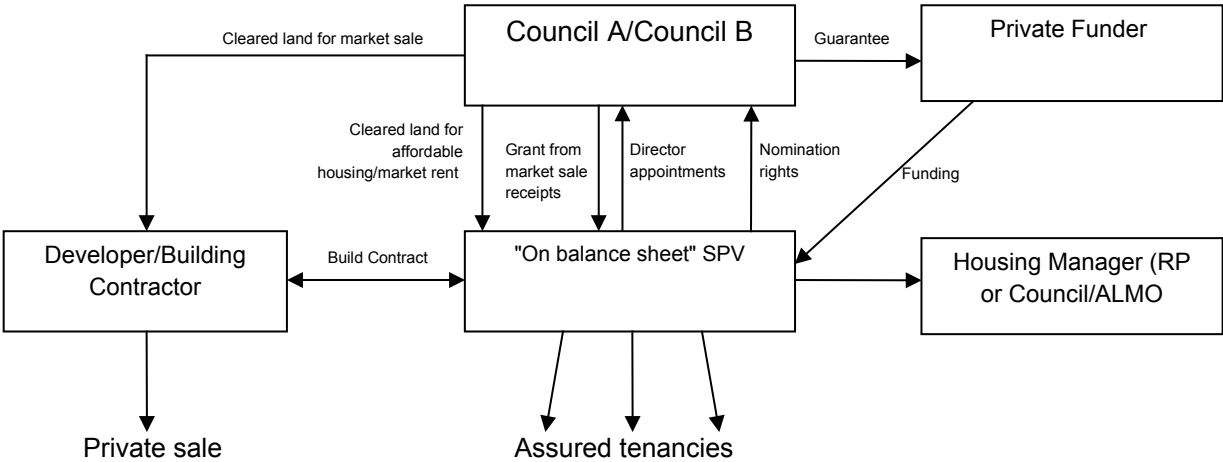 Cleared land for market sale
Council A/Council B
Guarantee
Private Funder
Cleared land for
affordable
housing/market rent
Grant from
market sale
receipts
Director
appointments
Nomination
rights
Funding
Developer/Building
Contractor
Build Contract
"On balance sheet" SPV
Housing Manager (RP
or Council/ALMO
Private sale
Assured tenancies